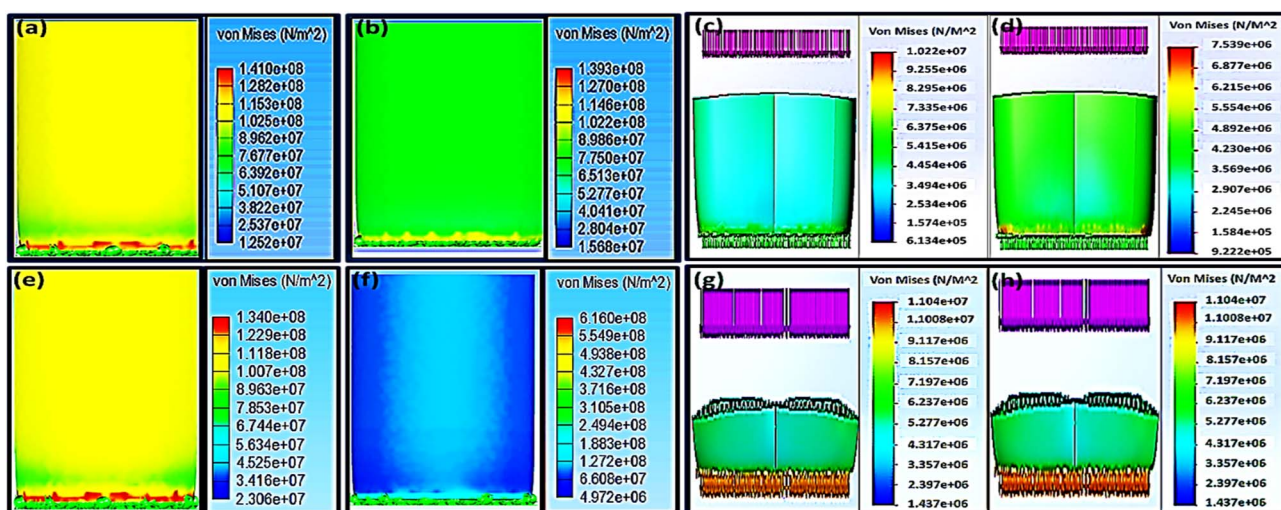 (a)
von Mises (N/m^2)
1.410e+08
1.282e+08
1.153e+08
1.025e+08
8.962e+07
7.677e+07
6.392e+07
5.107e+07
3.822e+07
2.537e+07
1.252e+07
(b)
von Mises (N/m^2)
1.393e+08
1.270e+08
1.146e+08
1.022e+08
8.986e+07
7.750e+07
6.513e+07
5.277e+07
4.041e+07
2.804e+07
1.568e+07
(c)
Von Mises (N/M^2
1.022e+07
9.255e+06
8.295e+06
7.335e+06
6.375e+06
5.415e+06
4.454e+06
3.494e+06
2.534e+06
1.574e+05
6.134e+05
(d)
Von Mises (N/M^2
7.539e+06
6.877e+06
6.215e+06
5.554e+06
4.892e+06
4.230e+06
3.569e+06
2.907e+06
2.245e+06
1.584e+06
9.222e+05
(e)
von Mises (N/m^2)
1.340e+08
1.229e+08
1.118e+08
1.007e+08
8.963e+07
7.853e+07
6.744e+07
5.634e+07
4.525e+07
3.416e+07
2.306e+07
(f)
von Mises (N/m^2)
6.160e+08
5.549e+08
4.938e+08
4.327e+08
3.716e+08
3.105e+08
2.494e+08
1.883e+08
1.272e+08
6.608e+07
4.972e+06
(g)
Von Mises (N/M^2
1.104e+07
1.1008e+07
9.117e+06
8.157e+06
7.197e+06
6.237e+06
5.277e+06
4.317e+06
3.357e+06
2.397e+06
1.437e+06
(h)
Von Mises (N/M^2
1.104e+07
1.1008e+07
9.117e+06
8.157e+06
7.197e+06
6.237e+06
5.277e+06
4.317e+06
3.357e+06
2.397e+06
1.437e+06